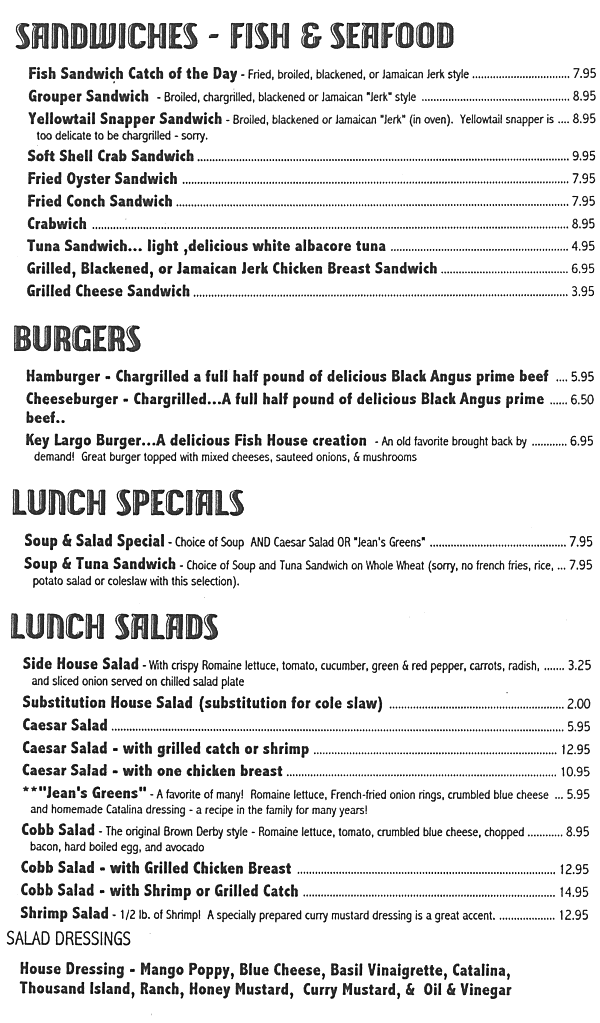 SANDWICHES - FISH & SEAFOOD
Fish Sandwich Catch of the Day - Fried, broiled, blackened, or Jamaican Jerk style ................................ 7.95
Grouper Sandwich - Broiled, chargrilled, blackened or Jamaican "Jerk" style ................................................ 8.95
Yellowtail Snapper Sandwich - Broiled, blackened or Jamaican "Jerk" (in oven). Yellowtail snapper is .... 8.95
too delicate to be chargrilled - sorry.
Soft Shell Crab Sandwich ........................................ 9.95
Fried Oyster Sandwich ........................................ 7.95
Fried Conch Sandwich ........................................ 7.95
Crabwich ........................................ 8.95
Tuna Sandwich... light ,delicious white albacore tuna ........................................ 4.95
Grilled, Blackened, or Jamaican Jerk Chicken Breast Sandwich ........................................ 6.95
Grilled Cheese Sandwich ........................................ 3.95
BURGERS
Hamburger - Chargrilled a full half pound of delicious Black Angus prime beef .... 5.95
Cheeseburger - Chargrilled...A full half pound of delicious Black Angus prime ...... 6.50
beef..
Key Largo Burger...A delicious Fish House creation - An old favorite brought back by ............ 6.95
demand! Great burger topped with mixed cheeses, sauteed onions, & mushrooms
LUNCH SPECIALS
Soup & Salad Special - Choice of Soup AND Caesar Salad OR "Jean's Greens" ........................................ 7.95
Soup & Tuna Sandwich - Choice of Soup and Tuna Sandwich on Whole Wheat (sorry, no french fries, rice, ... 7.95
potato salad or coleslaw with this selection).
LUNCH SALADS
Side House Salad - With crispy Romaine lettuce, tomato, cucumber, green & red pepper, carrots, radish, ....... 3.25
and sliced onion served on chilled salad plate
Substitution House Salad (substitution for cole slaw) ........................................ 2.00
Caesar Salad ........................................ 5.95
Caesar Salad - with grilled catch or shrimp ........................................ 12.95
Caesar Salad - with one chicken breast ........................................ 10.95
**"Jean's Greens" - A favorite of many! Romaine lettuce, French-fried onion rings, crumbled blue cheese ... 5.95
and homemade Catalina dressing - a recipe in the family for many years!
Cobb Salad - The original Brown Derby style - Romaine lettuce, tomato, crumbled blue cheese, chopped ............ 8.95
bacon, hard boiled egg, and avocado
Cobb Salad - with Grilled Chicken Breast ........................................ 12.95
Cobb Salad - with Shrimp or Grilled Catch ........................................ 14.95
Shrimp Salad - 1/2 lb. of Shrimp! A specially prepared curry mustard dressing is a great accent. ................... 12.95
SALAD DRESSINGS
House Dressing - Mango Poppy, Blue Cheese, Basil Vinaigrette, Catalina,
Thousand Island, Ranch, Honey Mustard, Curry Mustard, & Oil & Vinegar